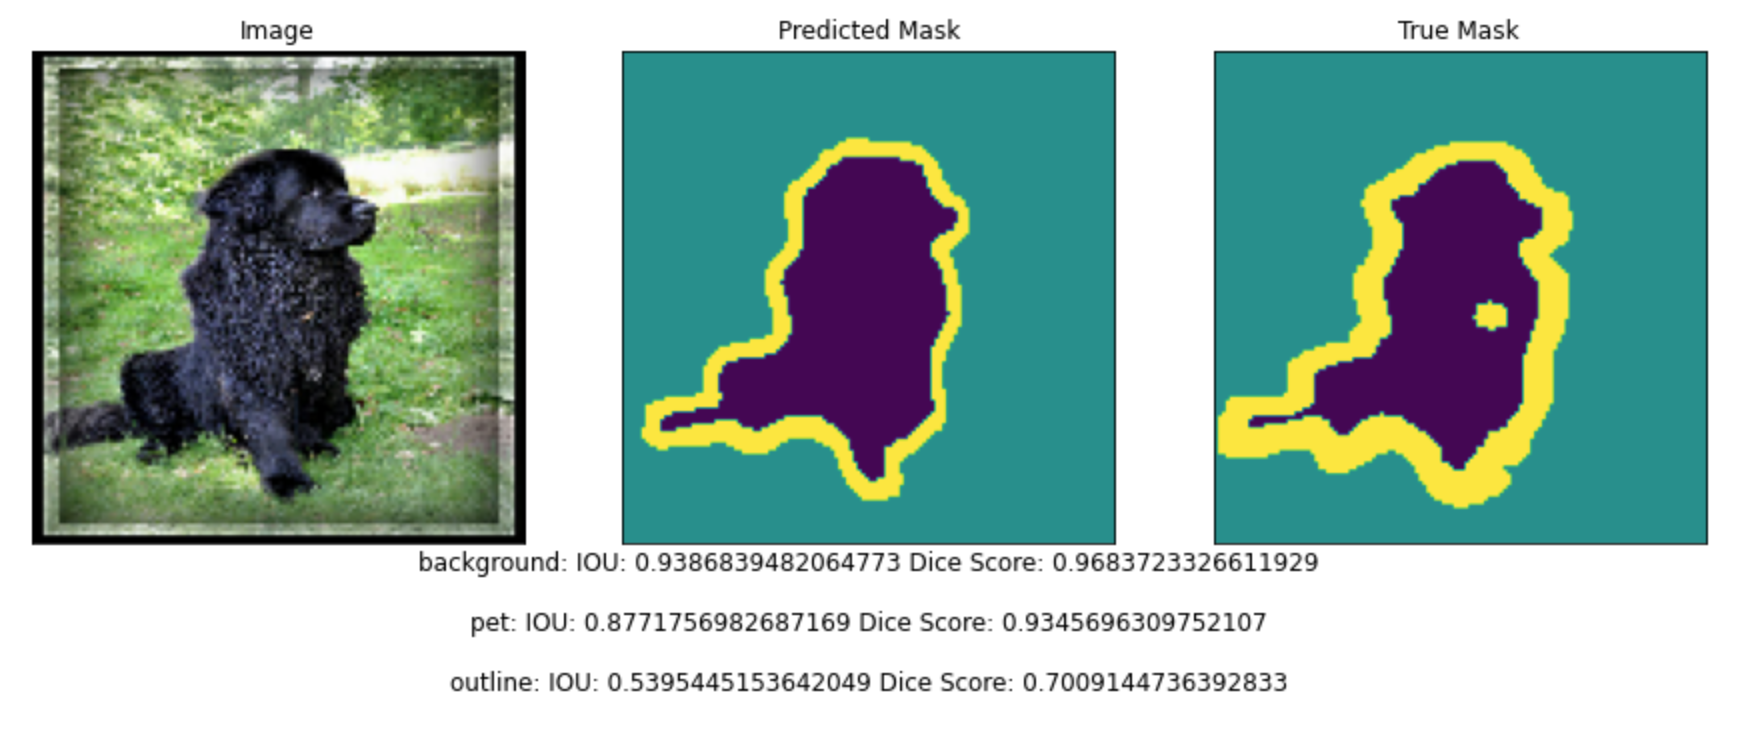 Image
Predicted Mask
True Mask
background: IOU: 0.9386839482064773 Dice Score: 0.9683723326611929
pet: IOU: 0.8771756982687169 Dice Score: 0.9345696309752107
outline: IOU: 0.5395445153642049 Dice Score: 0.7009144736392833